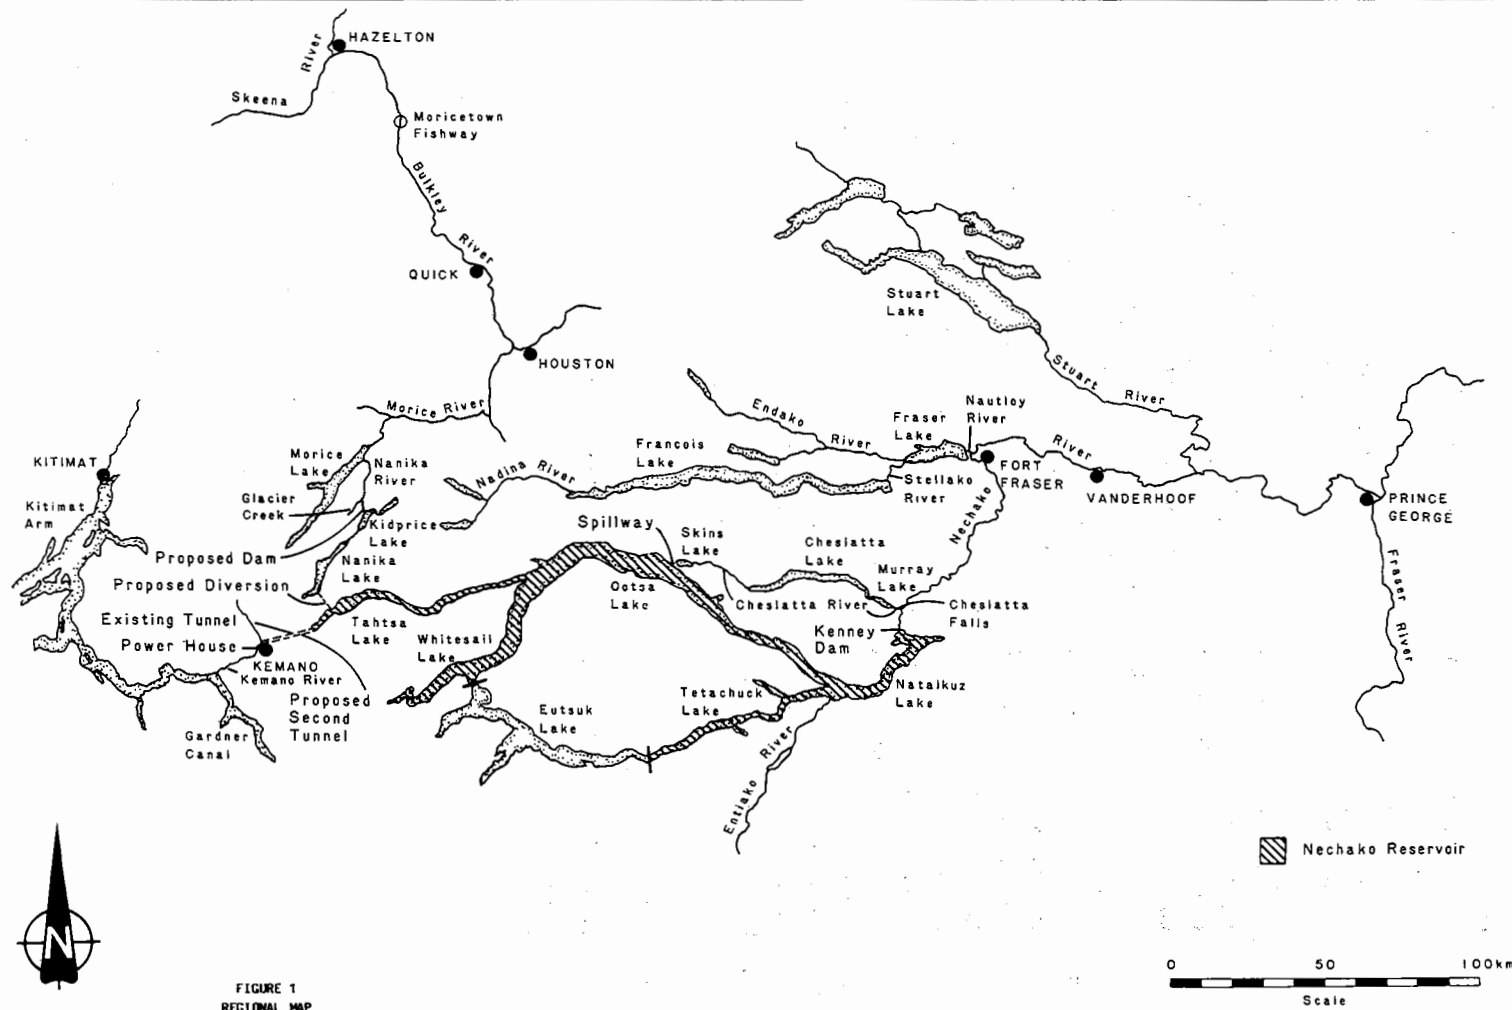 HAZELTON
River
Skeena
Moricetown
Fishway
Bulkley
River
QUICK
HOUSTON
Stuart
Lake
Stuart River
Morice River
Endako
River
Fraser
Lake
Nautley
River
River
Francois
Lake
Stellako
River
FORT
FRASER
VANDERHOOF
PRINCE
GEORGE
Fraser River
KITIMAT
Kitimat
Arm
Morice
Lake
Nanika
River
Nadina River
Glacier
Creek
Kidprice
Lake
Proposed Dam
Nanika
Lake
Proposed Diversion
Existing Tunnel
Power House
KEMANO
Kemano River
Proposed
Second
Tunnel
Gardner
Canal
Tahtsa
Lake
Whitesail
Lake
Spillway
Skins
Lake
Ootsa
Lake
Cheslatta
Lake
Murray
Lake
Nechako
Cheslatta River
Cheslatta
Falls
Kenney
Dam
Natalkuz
Lake
Tetachuck
Lake
Eutsuk
Lake
Entiako River
Nechako Reservoir
N
0 50 100km
Scale
FIGURE 1
REGIONAL MAP